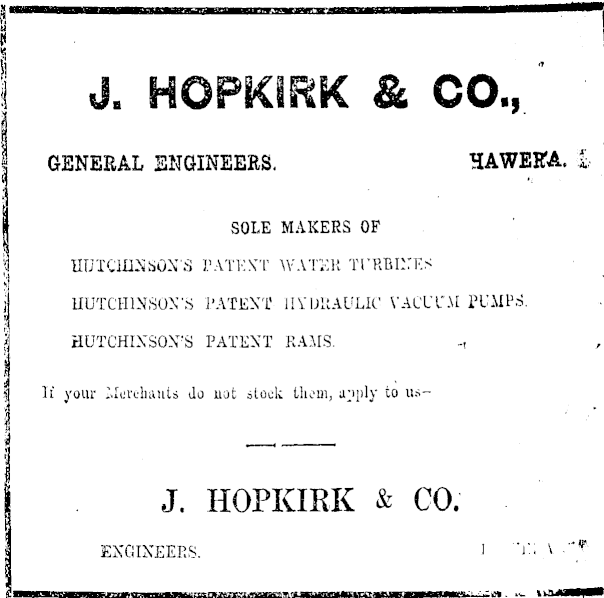 J. HOPKIRK & CO.,
GENERAL ENGINEERS. HAWERA.
SOLE MAKERS OF
HUTCHINSON'S PATENT WATER TURBINES
HUTCHINSON'S PATENT HYDRAULIC VACUUM PUMPS.
HUTCHINSON'S PATENT RAMS.
If your Merchants do not stock them, apply to us—
J. HOPKIRK & CO.
ENGINEERS.